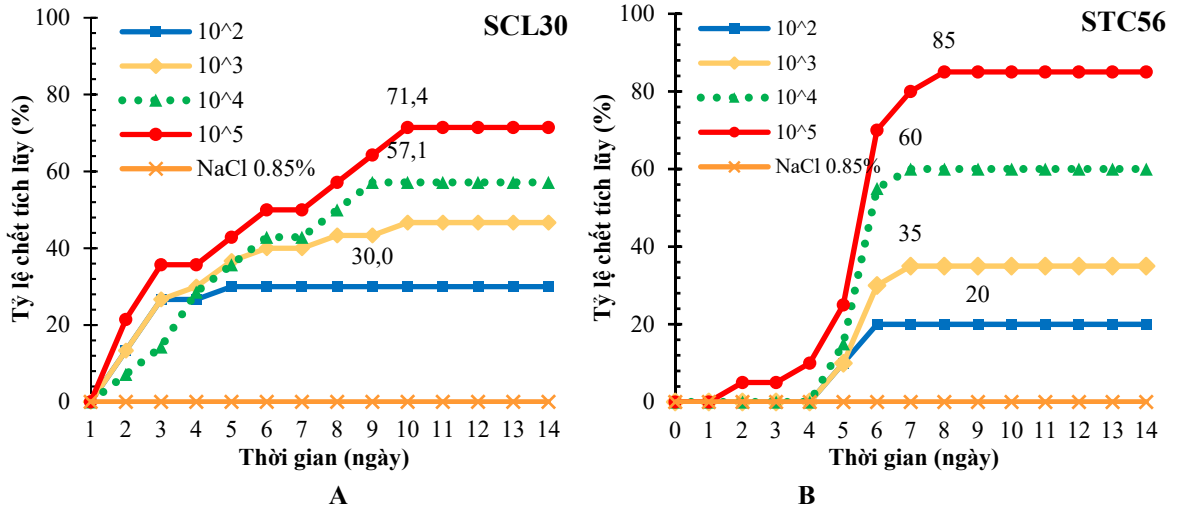 SCL30
Tỷ lệ chết tích lũy (%)
100
80
60
40
20
0
10^2
10^3
10^4
10^5
NaCl 0.85%
71,4
57,1
30,0
1 2 3 4 5 6 7 8 9 10 11 12 13 14
Thời gian (ngày)
A
STC56
Tỷ lệ chết tích lũy (%)
100
80
60
40
20
0
10^2
10^3
10^4
10^5
NaCl 0.85%
85
60
35
20
0 1 2 3 4 5 6 7 8 9 10 11 12 13 14
Thời gian (ngày)
B